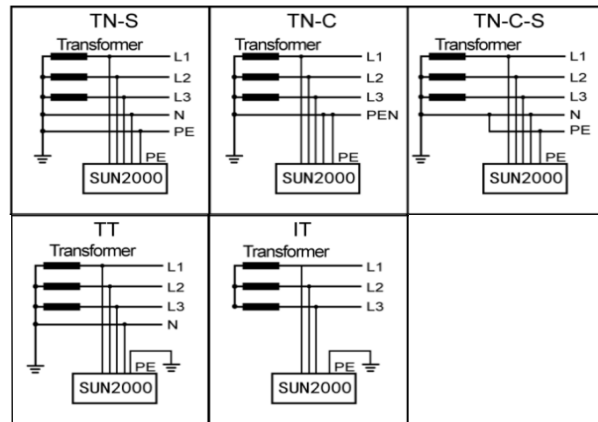 TN-S
Transformer
L1
L2
L3
N
PE
PE
SUN2000
TN-C
Transformer
L1
L2
L3
PEN
PE
SUN2000
TN-C-S
Transformer
L1
L2
L3
N
PE
PE
SUN2000
TT
Transformer
L1
L2
L3
N
PE
SUN2000
IT
Transformer
L1
L2
L3
PE
SUN2000